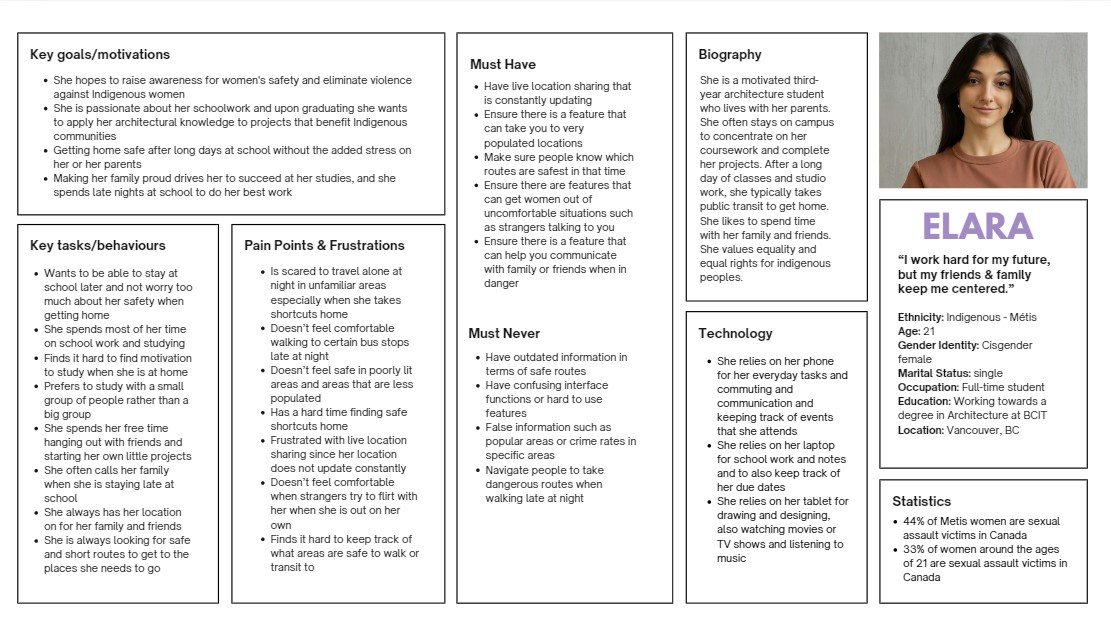 Key goals/motivations
• She hopes to raise awareness for women's safety and eliminate violence
against Indigenous women
• She is passionate about her schoolwork and upon graduating she wants
to apply her architectural knowledge to projects that benefit Indigenous
communities
• Getting home safe after long days at school without the added stress on
her or her parents
• Making her family proud drives her to succeed at her studies, and she
spends late nights at school to do her best work
Key tasks/behaviours
• Wants to be able to stay at
school later and not worry too
much about her safety when
getting home
• She spends most of her time
on school work and studying
• Finds it hard to find motivation
to study when she is at home
• Prefers to study with a small
group of people rather than a
big group
• She spends her free time
hanging out with friends and
starting her own little projects
• She often calls her family
when she is staying late at
school
• She always has her location
on for her family and friends
• She is always looking for safe
and short routes to get to the
places she needs to go
Pain Points & Frustrations
• Is scared to travel alone at
night in unfamiliar areas
especially when she takes
shortcuts home
• Doesn't feel comfortable
walking to certain bus stops
late at night
• Doesn't feel safe in poorly lit
areas and areas that are less
populated
• Has a hard time finding safe
shortcuts home
• Frustrated with live location
sharing since her location
does not update constantly
• Doesn't feel comfortable
when strangers try to flirt with
her when she is out on her
own
• Finds it hard to keep track of
what areas are safe to walk or
transit to
Must Have
• Have live location sharing that
is constantly updating
• Ensure there is a feature that
can take you to very
populated locations
• Make sure people know which
routes are safest in that time
• Ensure there are features that
can get women out of
uncomfortable situations such
as strangers talking to you
• Ensure there is a feature that
can help you communicate
with family or friends when in
danger
Must Never
• Have outdated information in
terms of safe routes
• Have confusing interface
functions or hard to use
features
• False information such as
popular areas or crime rates in
specific areas
• Navigate people to take
dangerous routes when
walking late at night
Biography
She is a motivated third-
year architecture student
who lives with her parents.
She often stays on campus
to concentrate on her
coursework and complete
her projects. After a long
day of classes and studio
work, she typically takes
public transit to get home.
She likes to spend time
with her family and friends.
She values equality and
equal rights for indigenous
peoples.
Technology
• She relies on her phone
for her everyday tasks and
commuting and
communication and
keeping track of events
that she attends
• She relies on her laptop
for school work and notes
and to also keep track of
her due dates
• She relies on her tablet for
drawing and designing,
also watching movies or
TV shows and listening to
music
ELARA
“I work hard for my future,
but my friends & family
keep me centered.”
Ethnicity: Indigenous - Métis
Age: 21
Gender Identity: Cisgender
female
Marital Status: single
Occupation: Full-time student
Education: Working towards a
degree in Architecture at BCIT
Location: Vancouver, BC
Statistics
• 44% of Metis women are sexual
assault victims in Canada
• 33% of women around the ages
of 21 are sexual assault victims in
Canada